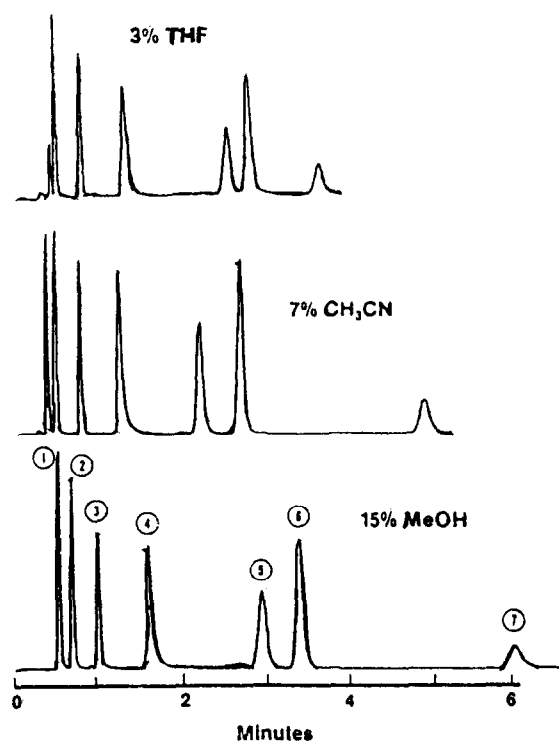 3% THF
7% CH₃CN
① ② ③ ④ ⑤ ⑥ ⑦
15% MeOH
0 2 4 6
Minutes